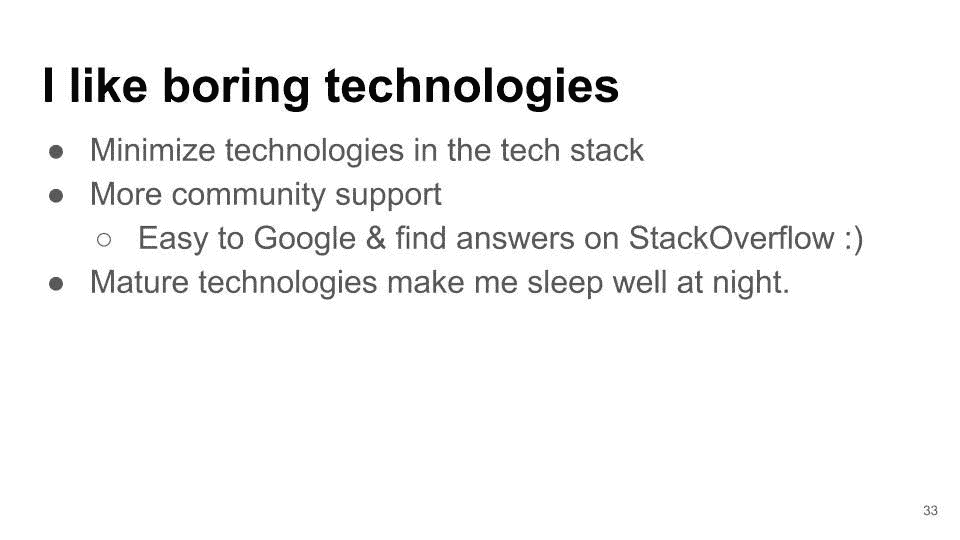 I like boring technologies
● Minimize technologies in the tech stack
● More community support
○ Easy to Google & find answers on StackOverflow :)
● Mature technologies make me sleep well at night.
33